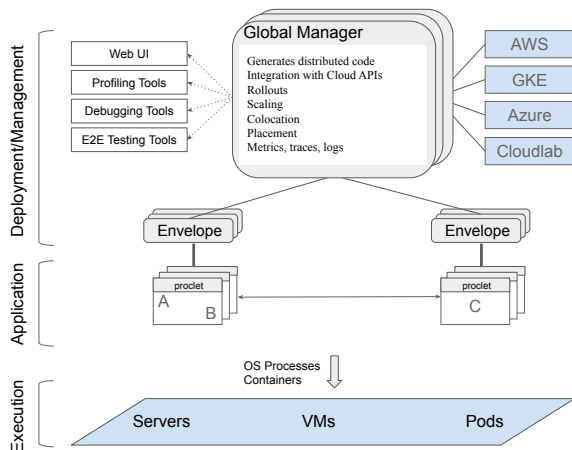 Deployment/Management
Web UI
Profiling Tools
Debugging Tools
E2E Testing Tools
Global Manager
Generates distributed code
Integration with Cloud APIs
Rollouts
Scaling
Colocation
Placement
Metrics, traces, logs
AWS
GKE
Azure
Cloudlab
Envelope
Envelope
Application
proclet
A
B
proclet
C
OS Processes
Containers
Execution
Servers
VMs
Pods